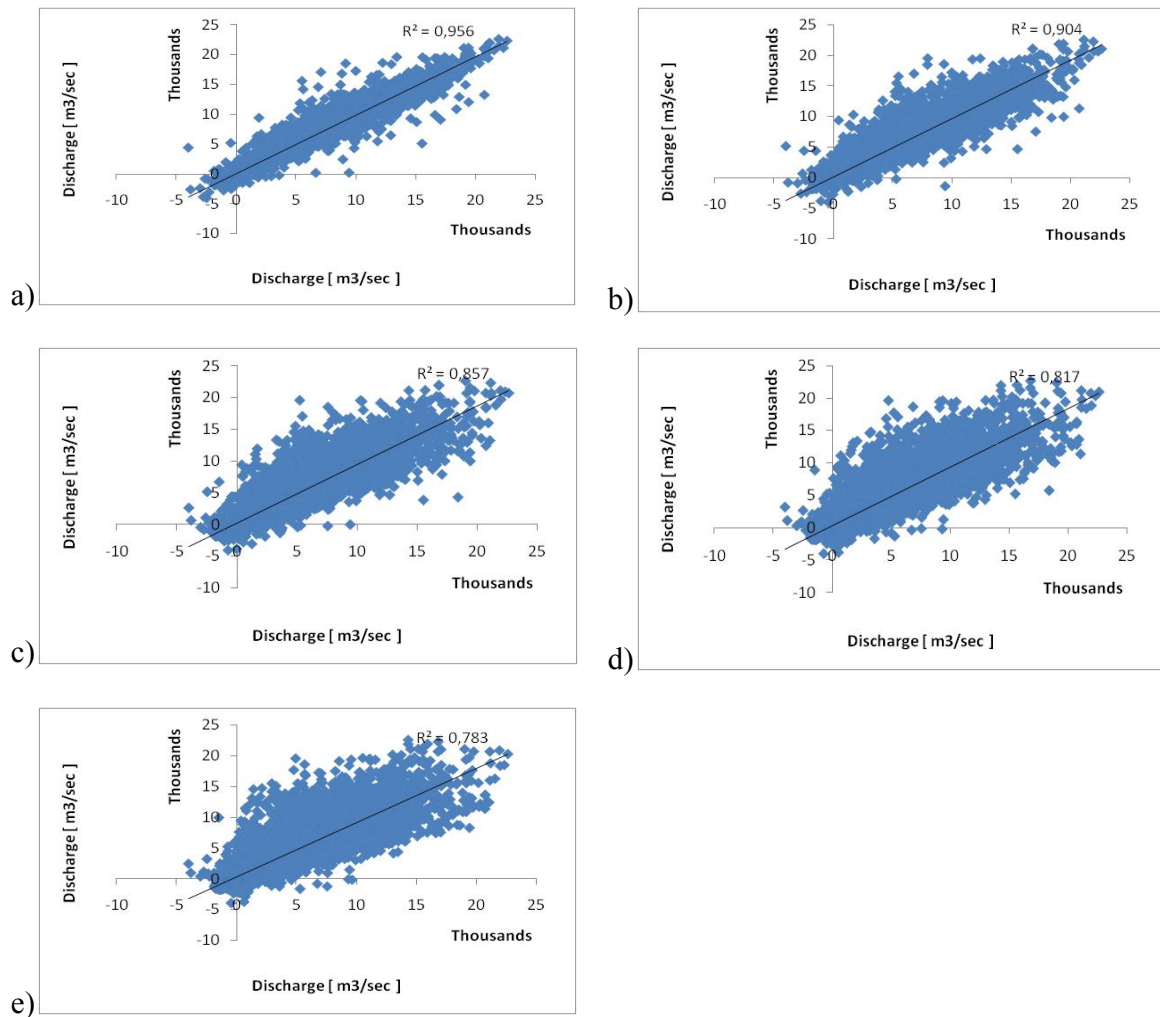 25
20
15
10
5
0
-5
-10
-10 -5 0 5 10 15 20 25
Thousands
Discharge [ m3/sec ]
R² = 0,956
Thousands
Discharge [ m3/sec ]
a)
25
20
15
10
5
0
-5
-10
-10 -5 0 5 10 15 20 25
Thousands
Discharge [ m3/sec ]
R² = 0,904
Thousands
Discharge [ m3/sec ]
b)
25
20
15
10
5
0
-5
-10
-10 -5 0 5 10 15 20 25
Thousands
Discharge [ m3/sec ]
R² = 0,857
Thousands
Discharge [ m3/sec ]
c)
25
20
15
10
5
0
-5
-10
-10 -5 0 5 10 15 20 25
Thousands
Discharge [ m3/sec ]
R² = 0,817
Thousands
Discharge [ m3/sec ]
d)
25
20
15
10
5
0
-5
-10
-10 -5 0 5 10 15 20 25
Thousands
Discharge [ m3/sec ]
R² = 0,783
Thousands
Discharge [ m3/sec ]
e)